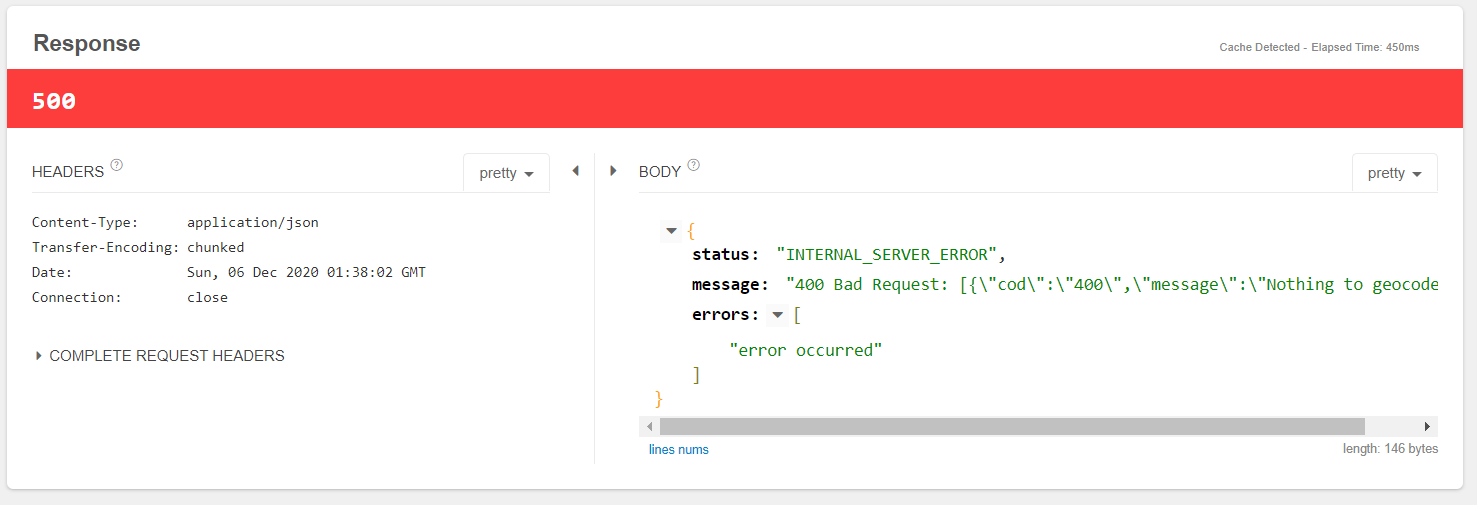 Response
Cache Detected - Elapsed Time: 450ms
500
HEADERS ?
pretty
Content-Type: application/json
Transfer-Encoding: chunked
Date: Sun, 06 Dec 2020 01:38:02 GMT
Connection: close
COMPLETE REQUEST HEADERS
BODY ?
pretty
{
status: "INTERNAL_SERVER_ERROR",
message: "400 Bad Request: [{\"cod\":\"400\",\"message\":\"Nothing to geocode
errors: [
"error occurred"
]
}
lines nums
length: 146 bytes